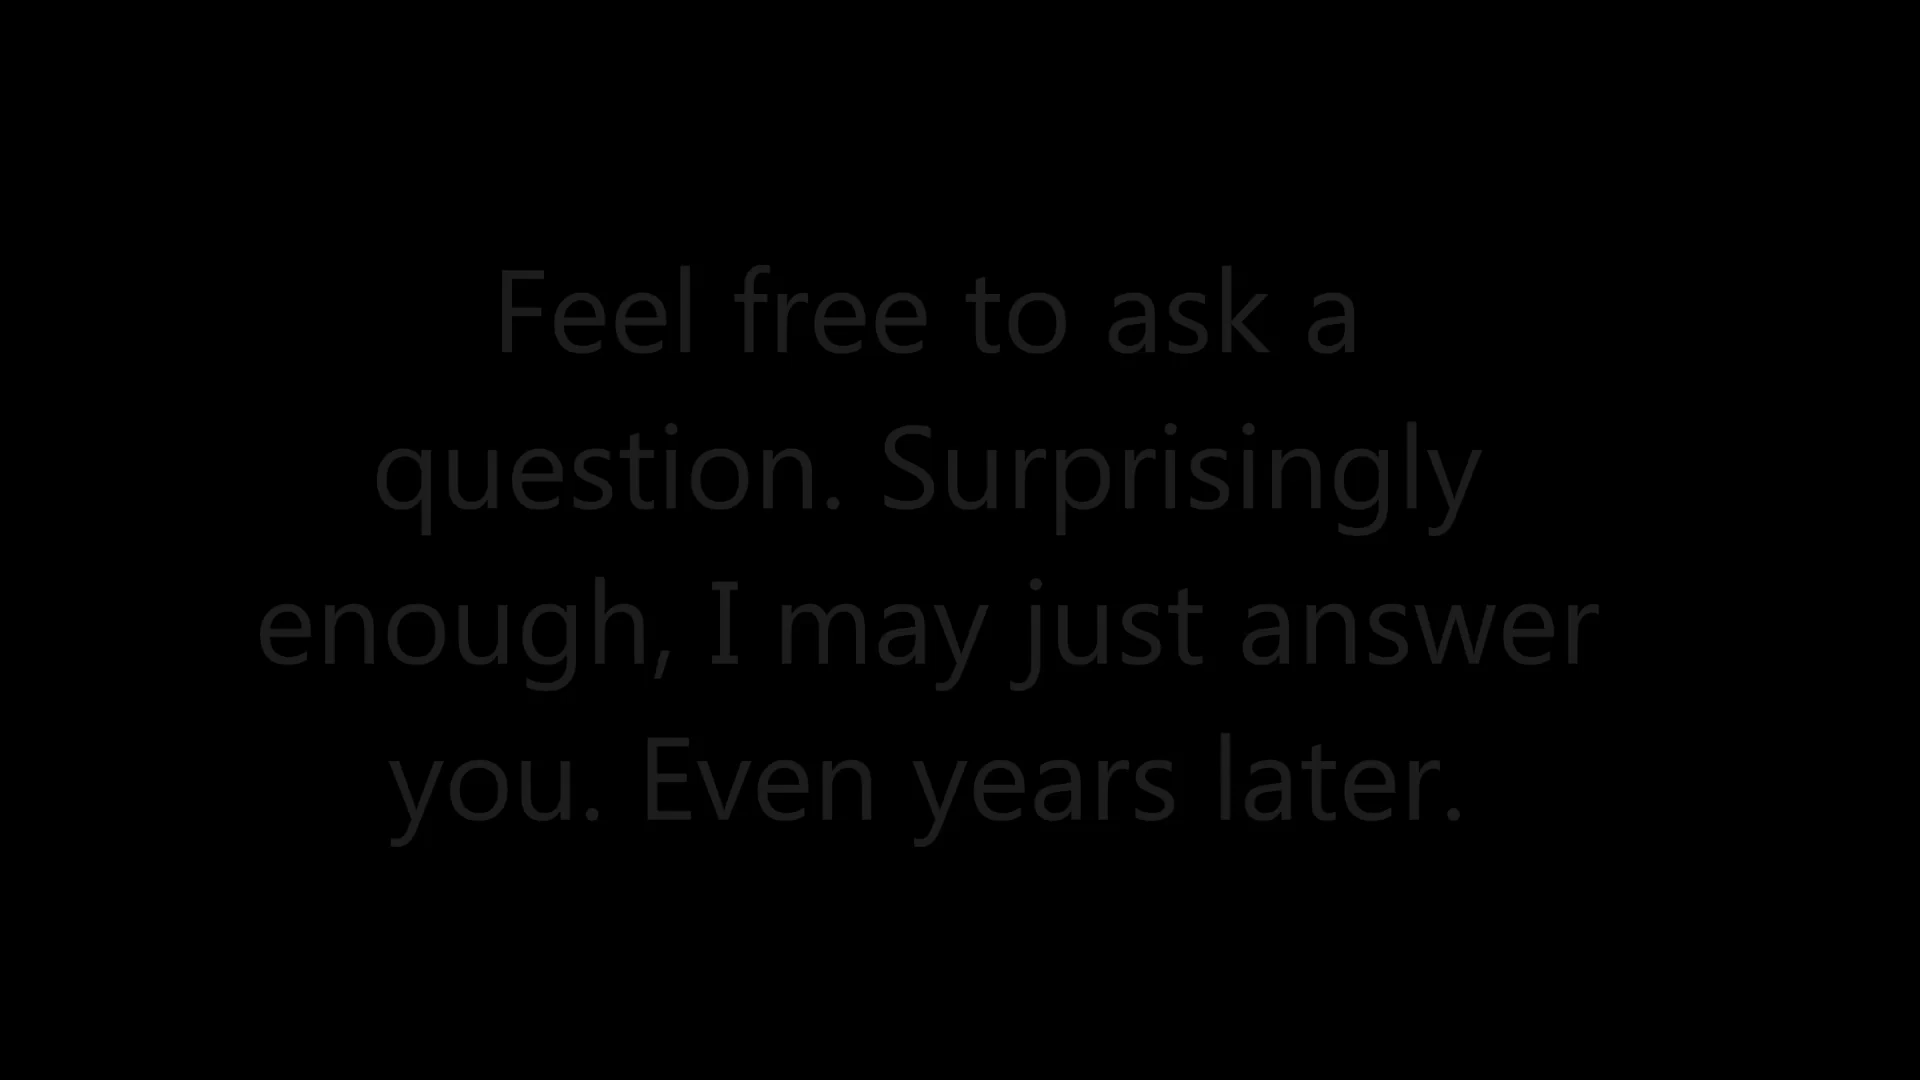 Feel free to ask a
question. Surprisingly
enough, I may just answer
you. Even years later.